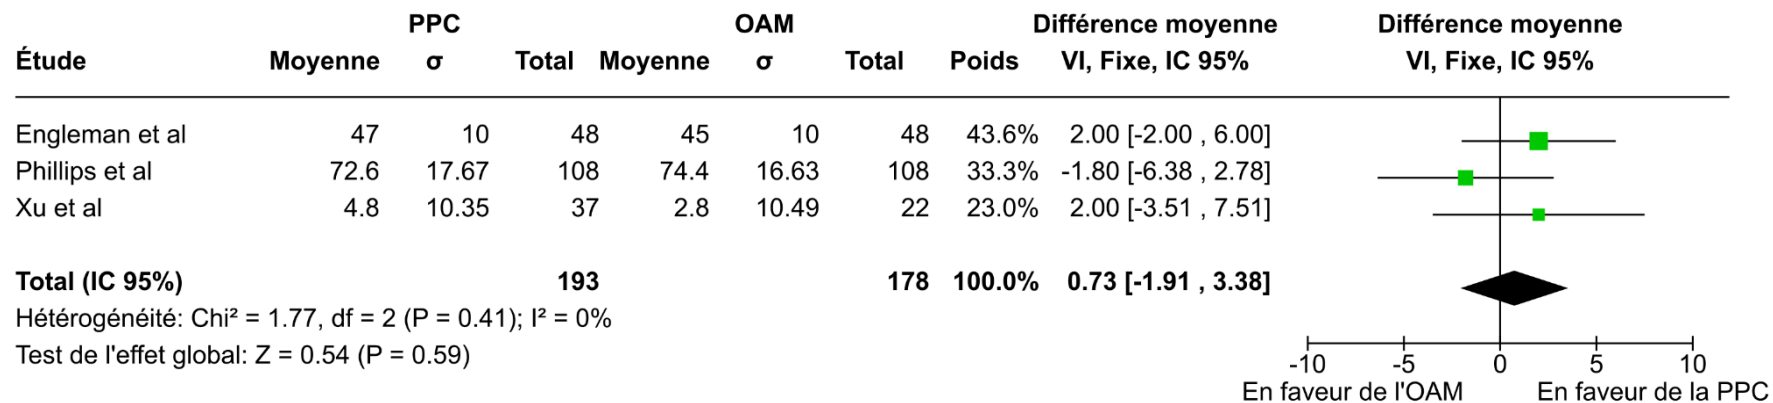 PPC OAM Différence moyenne Différence moyenne
Étude Moyenne σ Total Moyenne σ Total Poids VI, Fixe, IC 95% VI, Fixe, IC 95%
Engleman et al 47 10 48 45 10 48 43.6% 2.00 [-2.00 , 6.00]
Phillips et al 72.6 17.67 108 74.4 16.63 108 33.3% -1.80 [-6.38 , 2.78]
Xu et al 4.8 10.35 37 2.8 10.49 22 23.0% 2.00 [-3.51 , 7.51]
Total (IC 95%) 193 178 100.0% 0.73 [-1.91 , 3.38]
Hétérogénéité: Chi² = 1.77, df = 2 (P = 0.41); I² = 0%
Test de l'effet global: Z = 0.54 (P = 0.59)
-10 -5 0 5 10
En faveur de l'OAM En faveur de la PPC